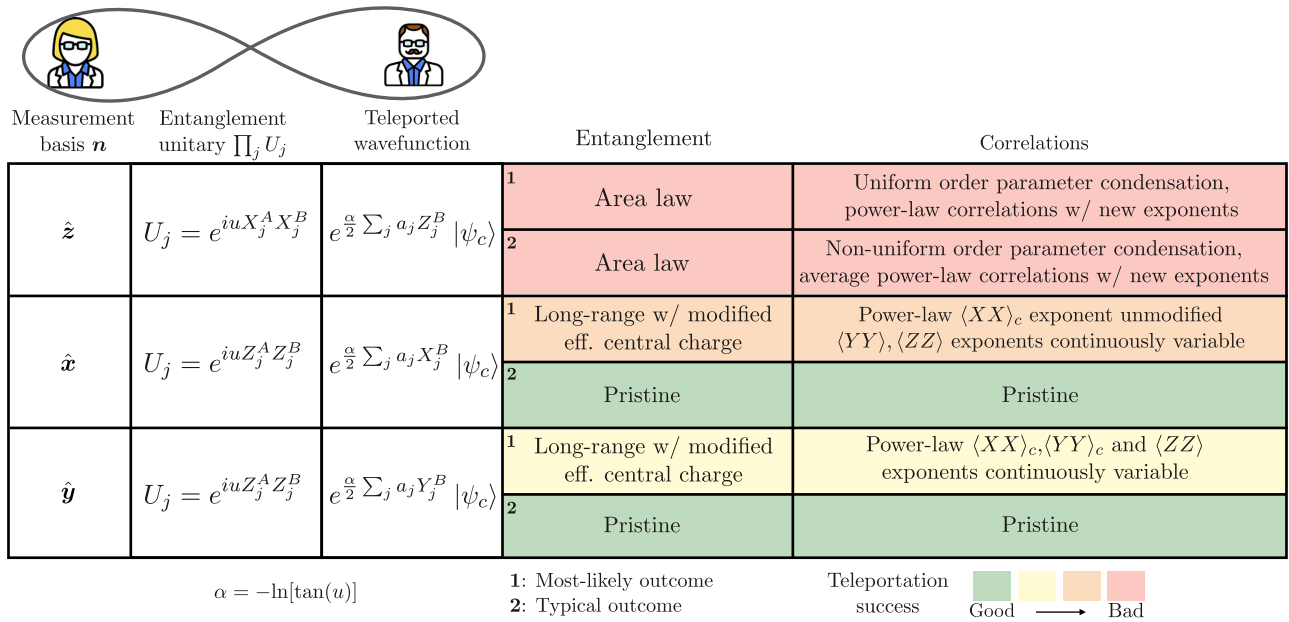 Measurement basis n
Entanglement unitary ∏_j U_j
Teleported wavefunction
Entanglement
Correlations
ẑ
U_j = e^{iuX_j^A X_j^B}
e^{\frac{α}{2} ∑_j a_j Z_j^B} |ψ_c⟩
1
Area law
Uniform order parameter condensation,
power-law correlations w/ new exponents
2
Area law
Non-uniform order parameter condensation,
average power-law correlations w/ new exponents
x̂
U_j = e^{iuZ_j^A Z_j^B}
e^{\frac{α}{2} ∑_j a_j X_j^B} |ψ_c⟩
1
Long-range w/ modified
eff. central charge
Power-law ⟨XX⟩_c exponent unmodified
⟨YY⟩, ⟨ZZ⟩ exponents continuously variable
2
Pristine
Pristine
ŷ
U_j = e^{iuZ_j^A Z_j^B}
e^{\frac{α}{2} ∑_j a_j Y_j^B} |ψ_c⟩
1
Long-range w/ modified
eff. central charge
Power-law ⟨XX⟩_c,⟨YY⟩_c and ⟨ZZ⟩
exponents continuously variable
2
Pristine
Pristine
α = −ln[tan(u)]
1: Most-likely outcome
2: Typical outcome
Teleportation
success
Good → Bad